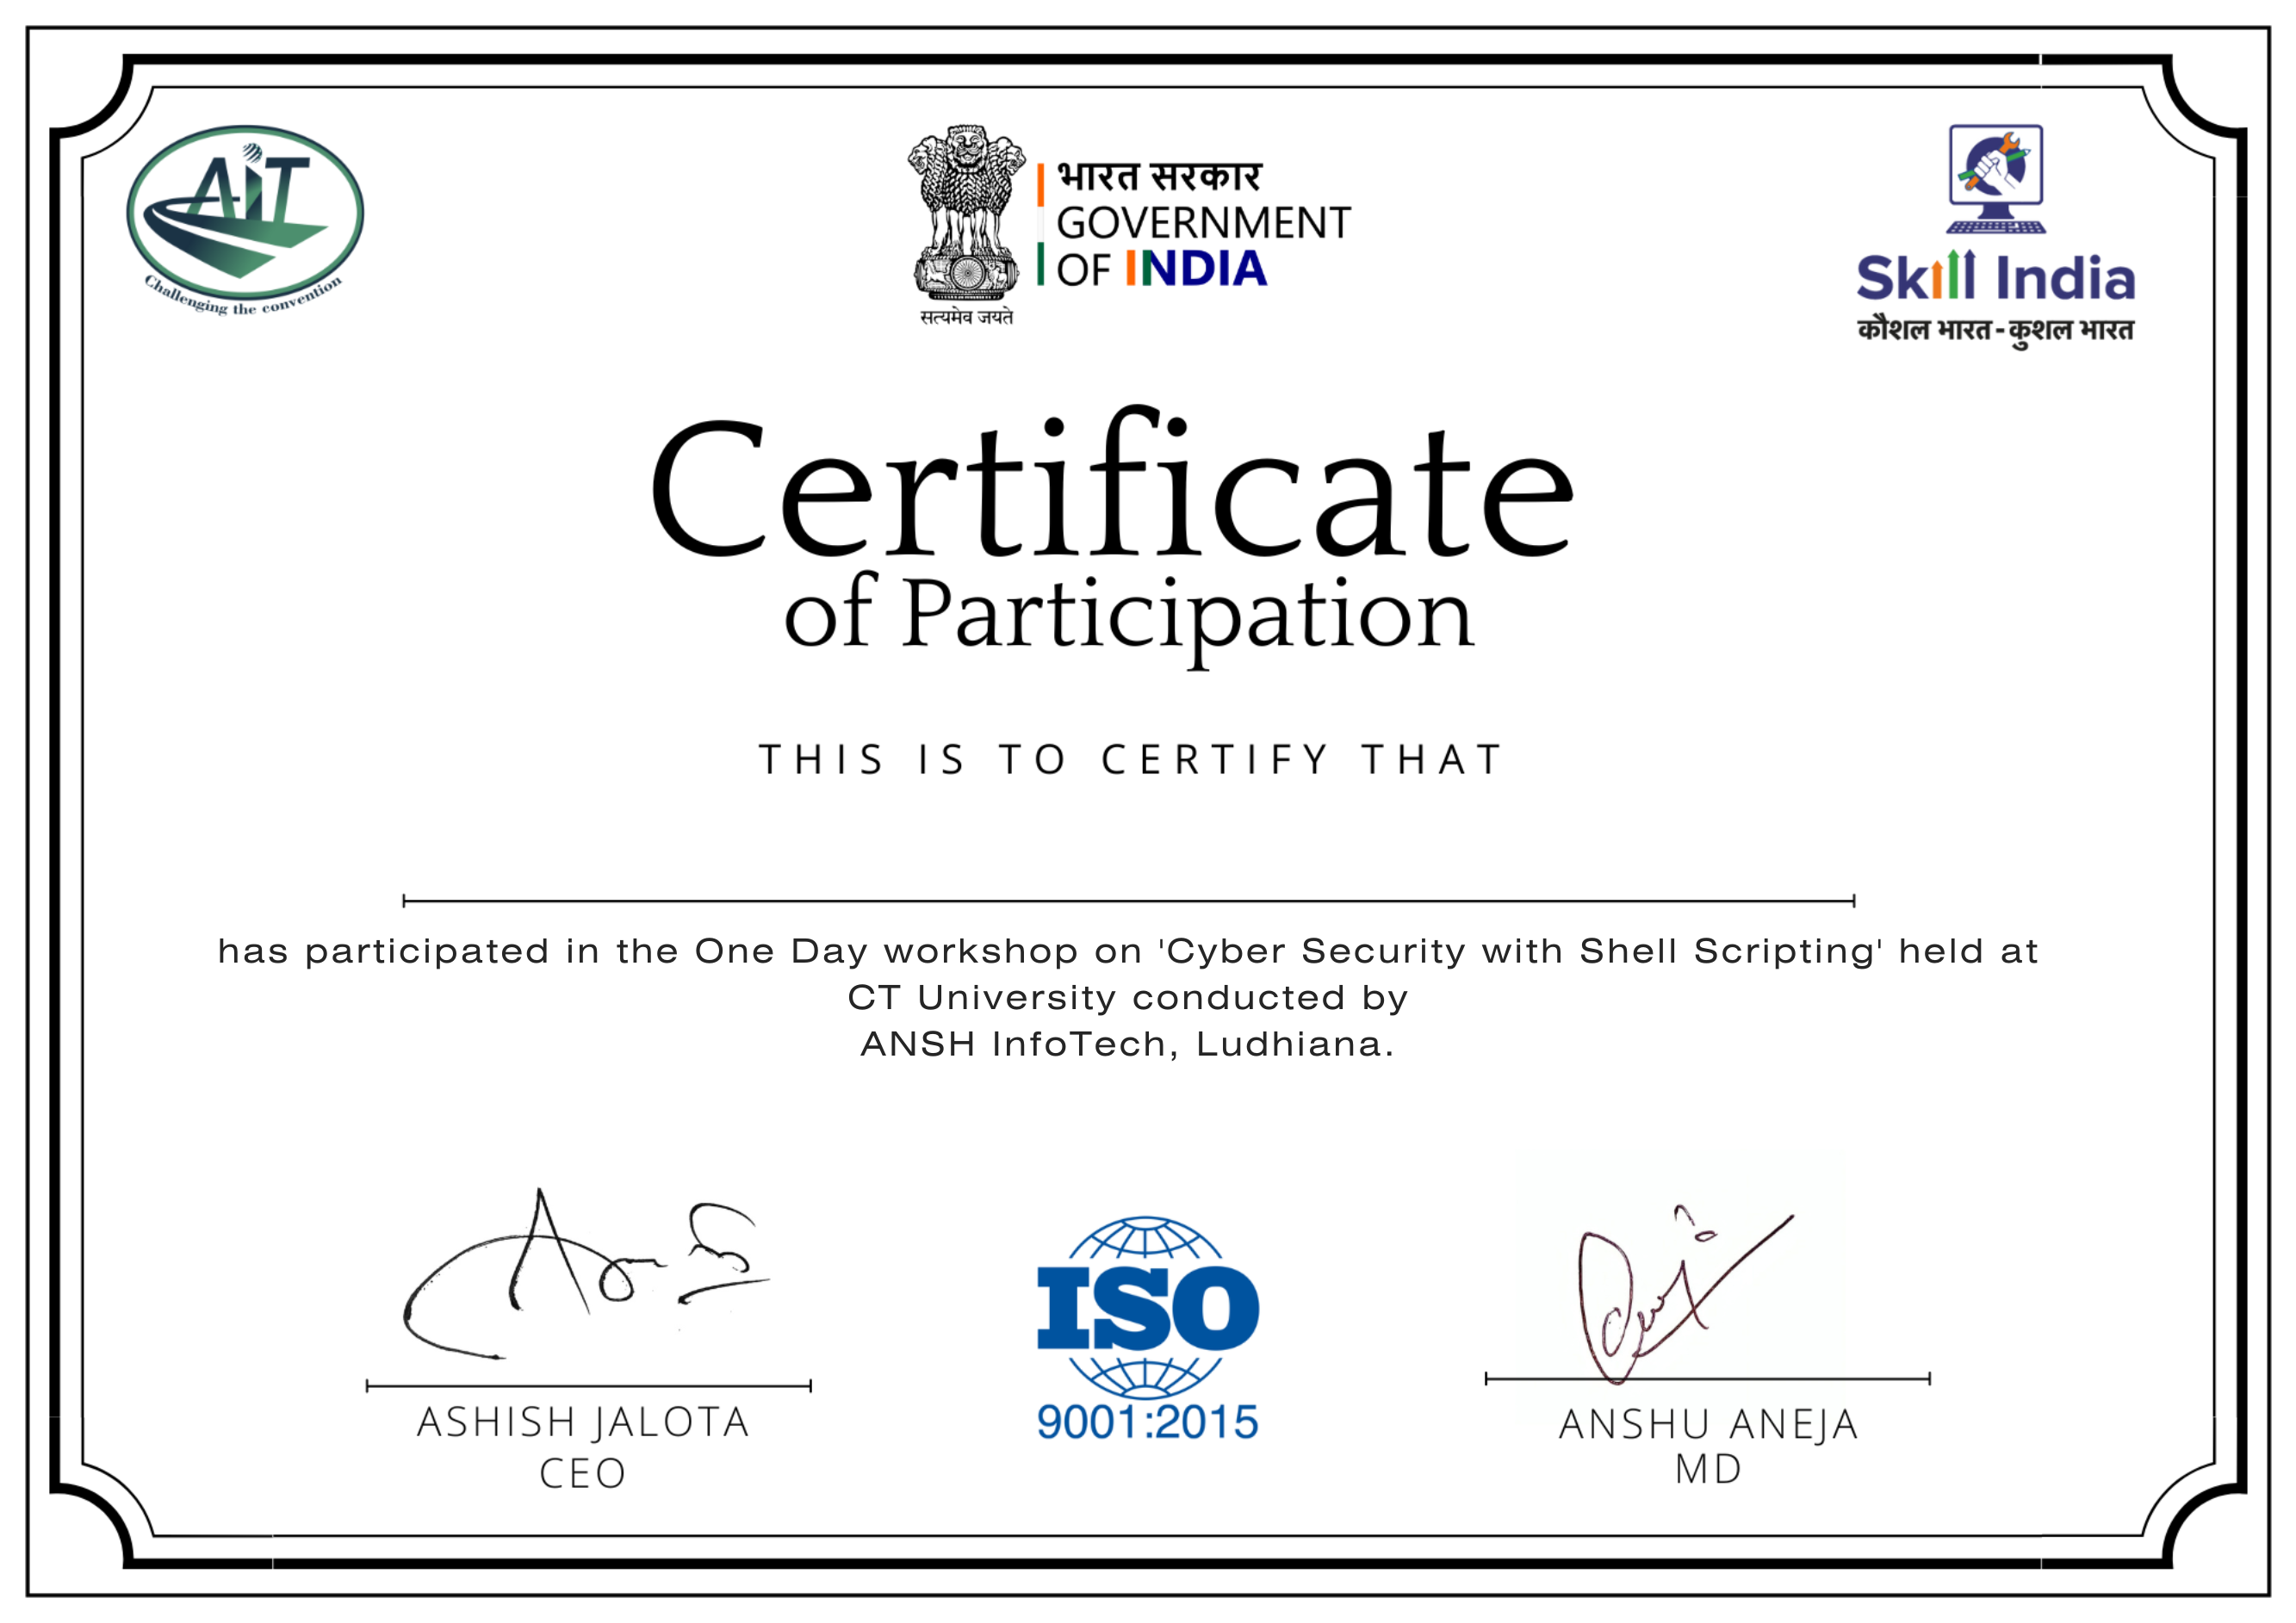 AiT
Challenging the convention
भारत सरकार
GOVERNMENT
OF INDIA
सत्यमेव जयते
Skill India
कौशल भारत - कुशल भारत
Certificate
of Participation
THIS IS TO CERTIFY THAT
has participated in the One Day workshop on 'Cyber Security with Shell Scripting' held at
CT University conducted by
ANSH InfoTech, Ludhiana.
ISO
9001:2015
ASHISH JALOTA
CEO
ANSHU ANEJA
MD